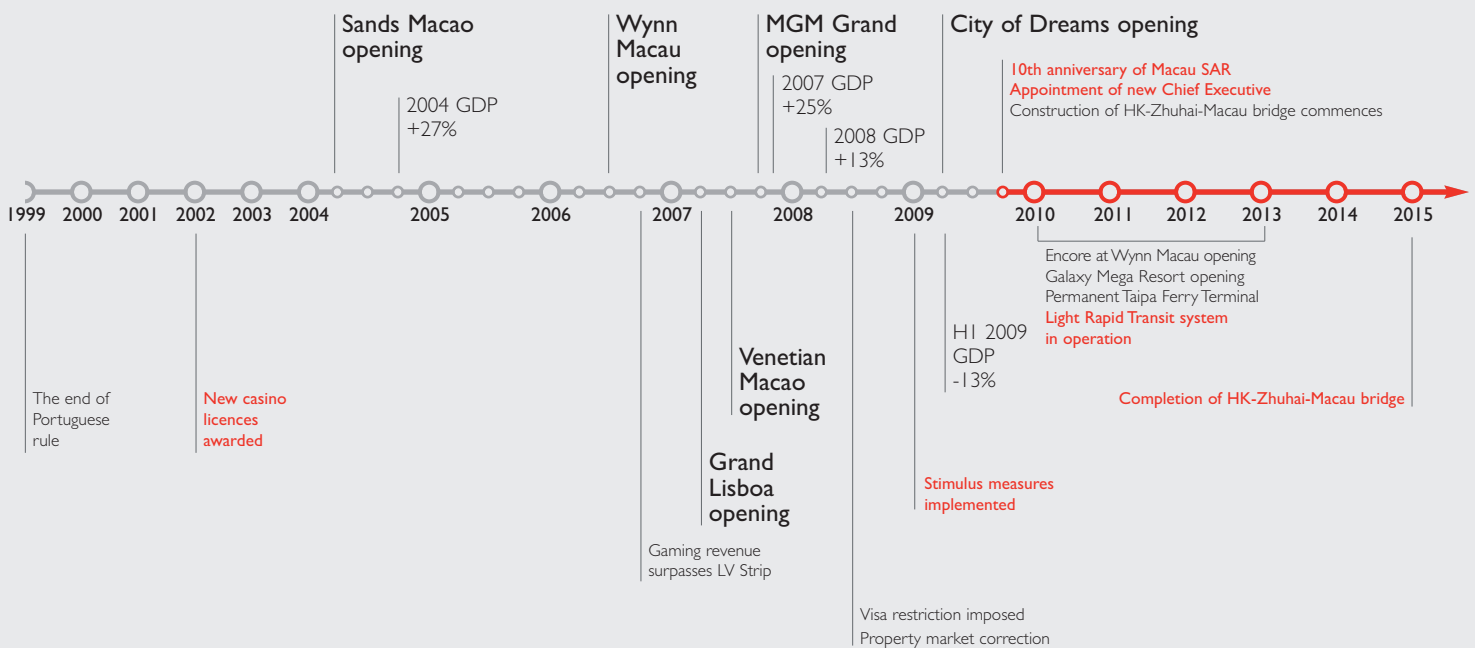 Sands Macao
opening
2004 GDP
+27%
Wynn
Macau
opening
MGM Grand
opening
2007 GDP
+25%
2008 GDP
+13%
City of Dreams opening
10th anniversary of Macau SAR
Appointment of new Chief Executive
Construction of HK-Zhuhai-Macau bridge commences
1999 2000 2001 2002 2003 2004 2005 2006 2007 2008 2009 2010 2011 2012 2013 2014 2015
The end of
Portuguese
rule
New casino
licences
awarded
Gaming revenue
surpasses LV Strip
Grand
Lisboa
opening
Venetian
Macao
opening
Visa restriction imposed
Property market correction
Stimulus measures
implemented
H1 2009
GDP
-13%
Encore at Wynn Macau opening
Galaxy Mega Resort opening
Permanent Taipa Ferry Terminal
Light Rapid Transit system
in operation
Completion of HK-Zhuhai-Macau bridge